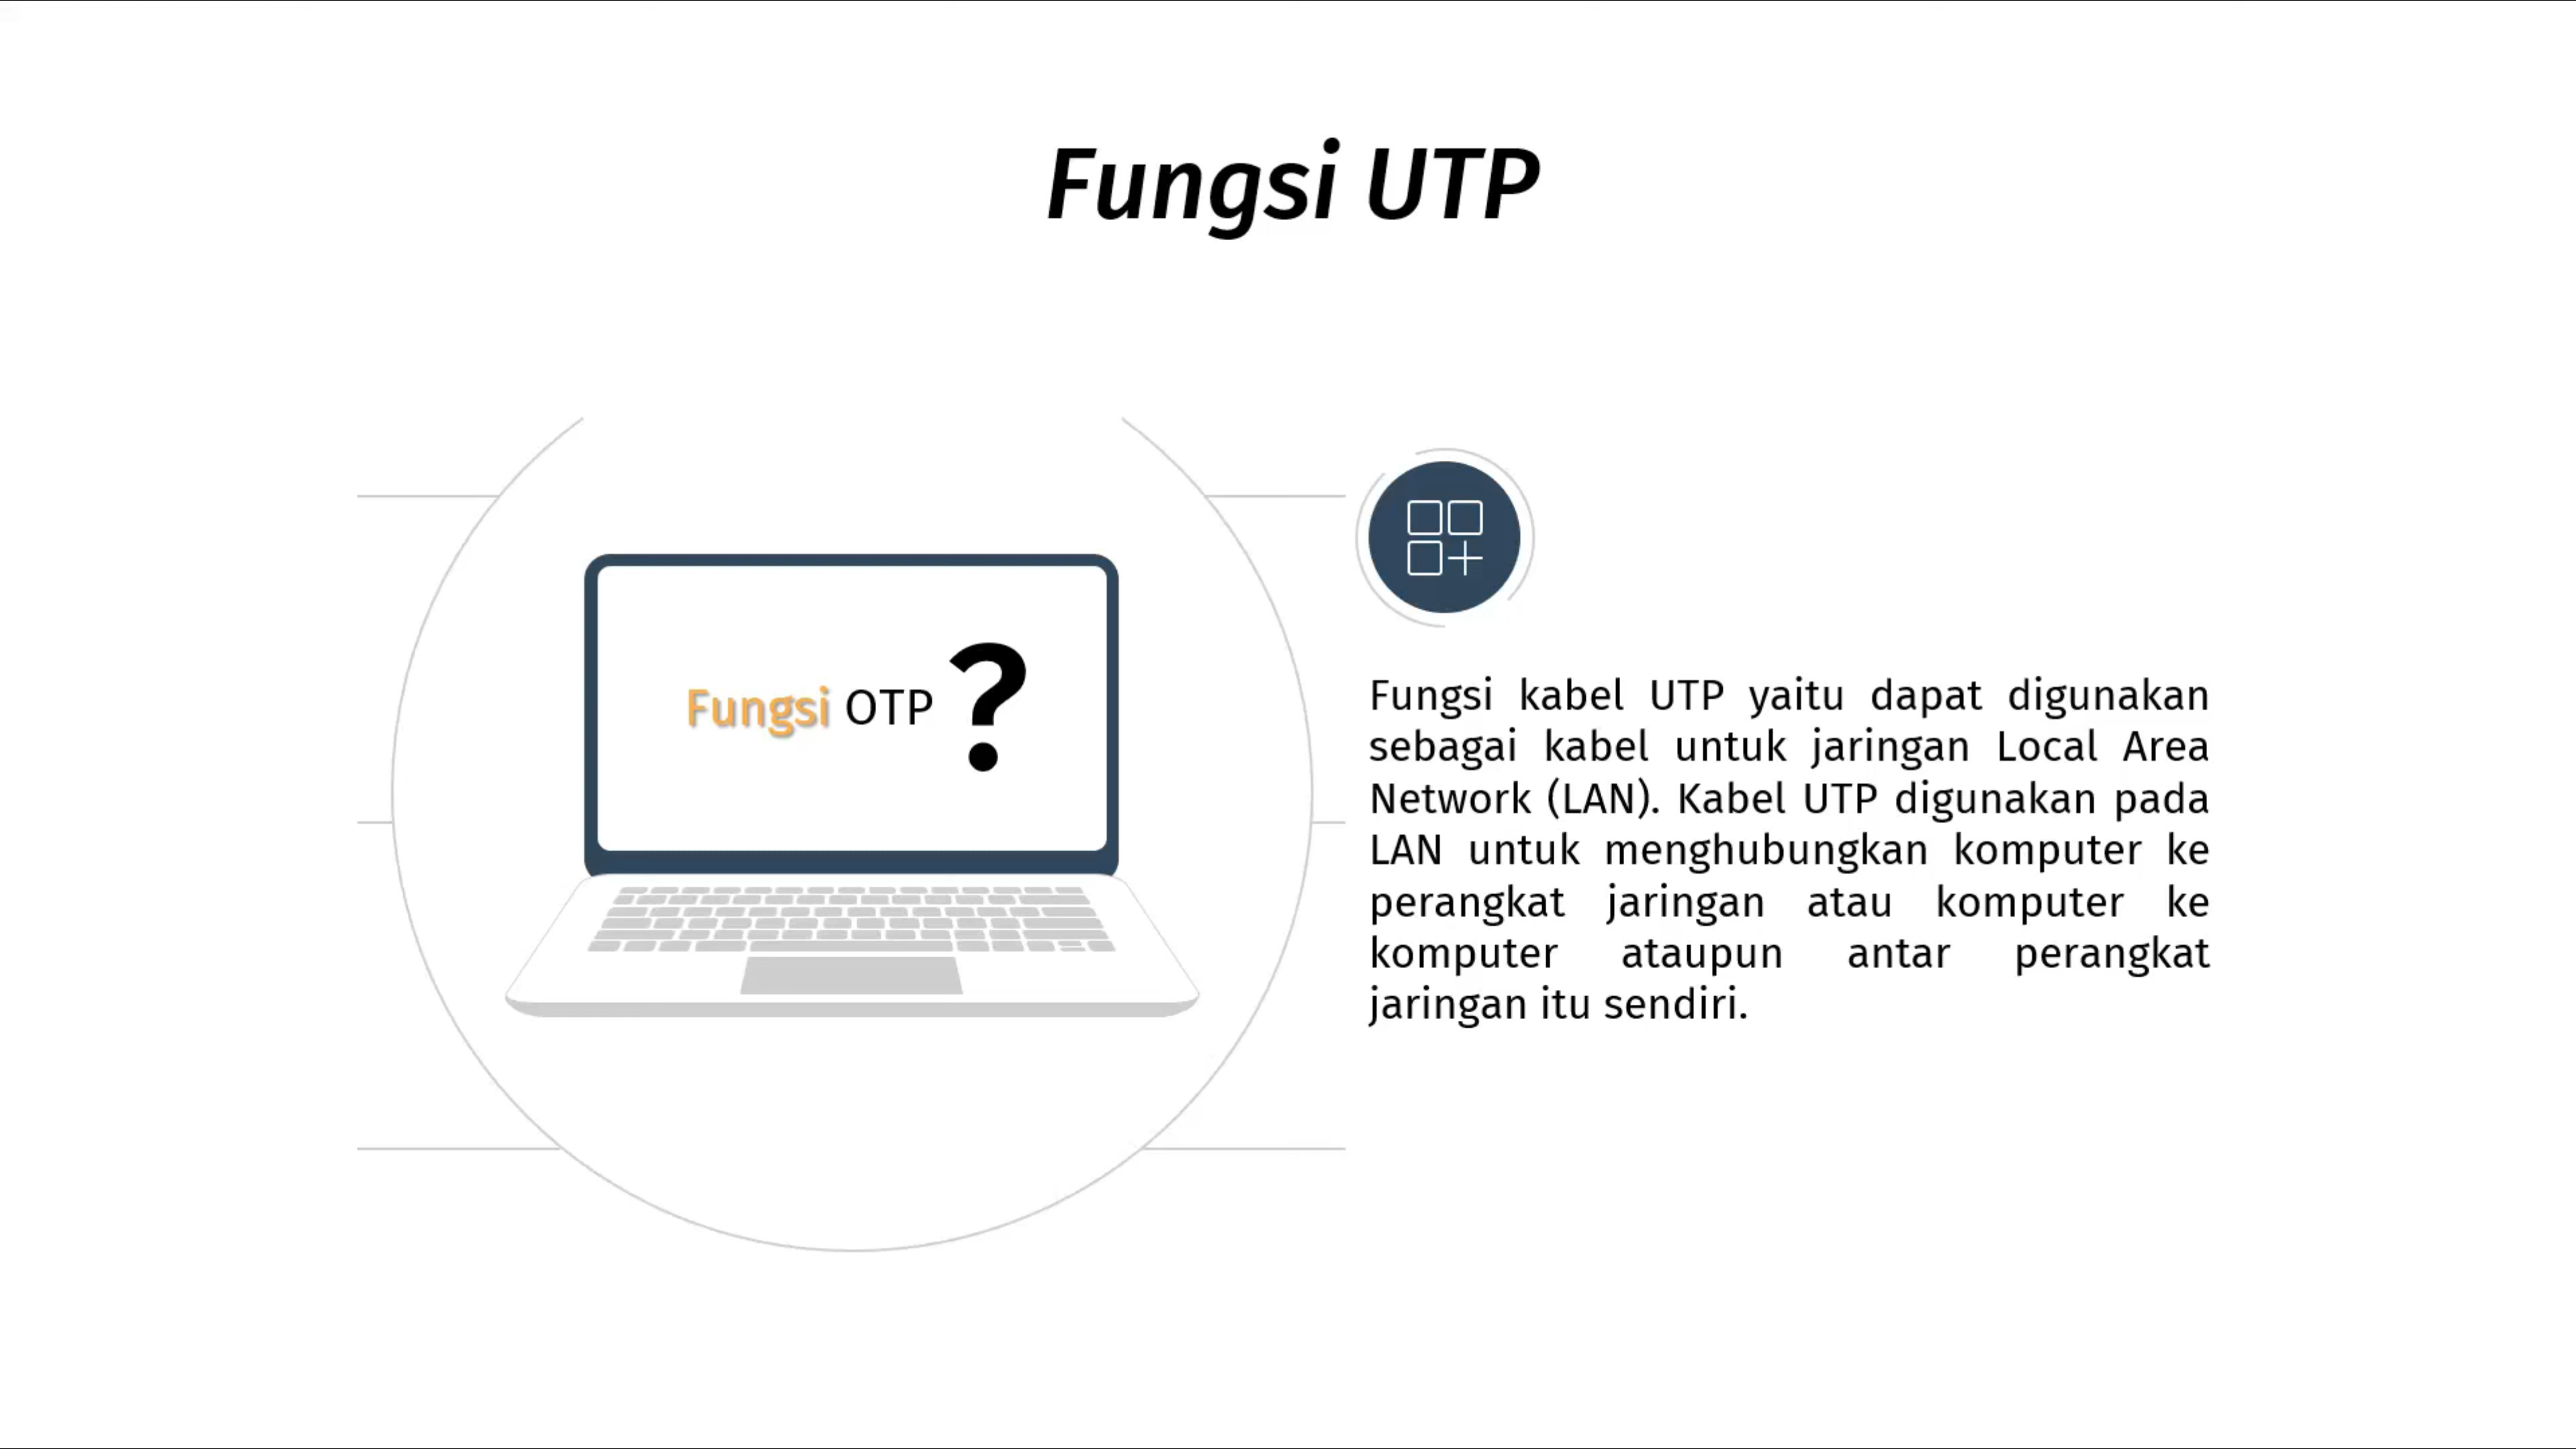 Fungsi UTP
Fungsi OTP ?
Fungsi kabel UTP yaitu dapat digunakan
sebagai kabel untuk jaringan Local Area
Network (LAN). Kabel UTP digunakan pada
LAN untuk menghubungkan komputer ke
perangkat jaringan atau komputer ke
komputer ataupun antar perangkat
jaringan itu sendiri.